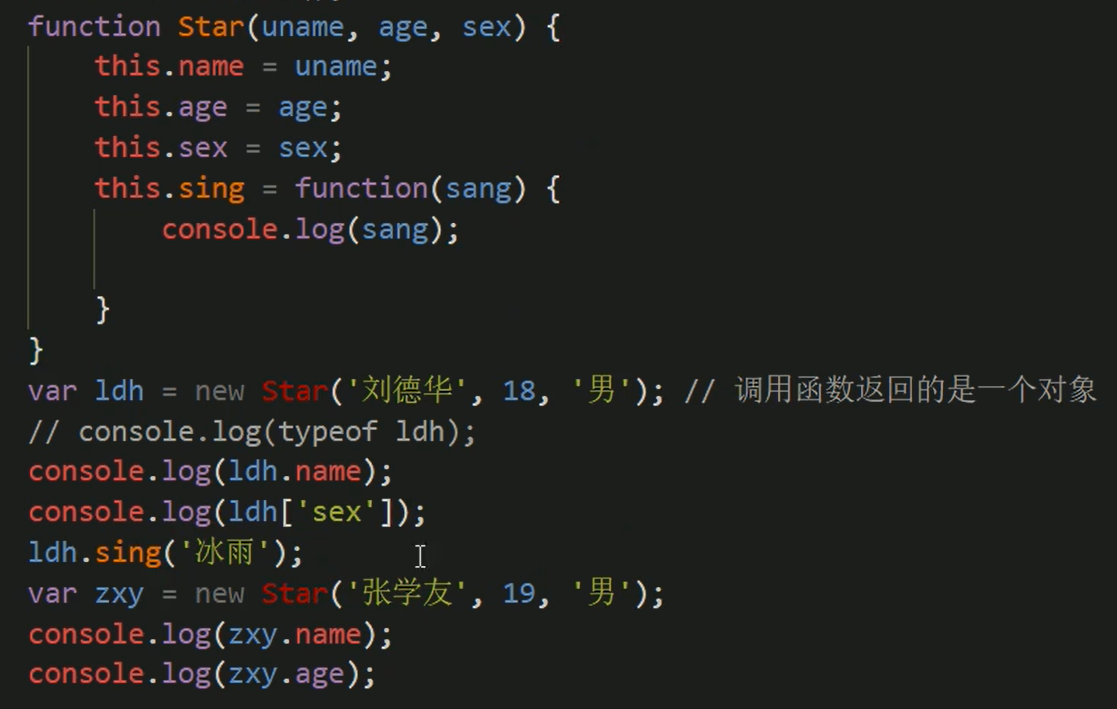 function Star(uname, age, sex) {
    this.name = uname;
    this.age = age;
    this.sex = sex;
    this.sing = function(sang) {
        console.log(sang);
    }
}
var ldh = new Star('刘德华', 18, '男'); // 调用函数返回的是一个对象
// console.log(typeof ldh);
console.log(ldh.name);
console.log(ldh['sex']);
ldh.sing('冰雨');
var zxy = new Star('张学友', 19, '男');
console.log(zxy.name);
console.log(zxy.age);